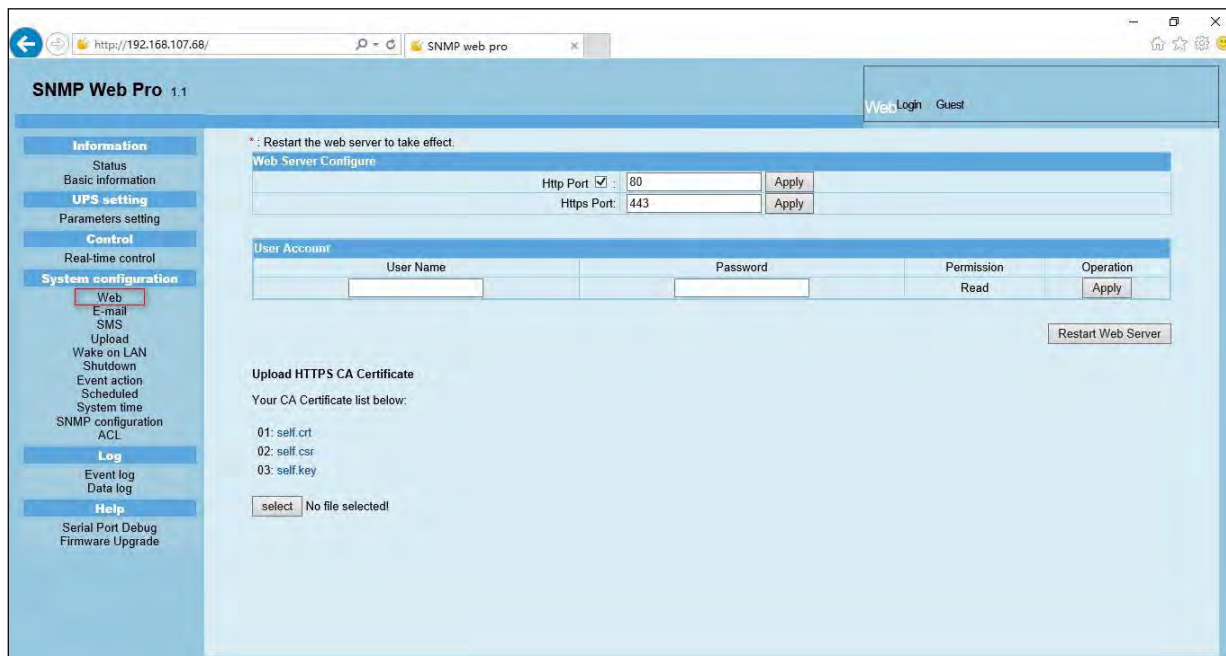 http://192.168.107.68/
SNMP web pro
SNMP Web Pro 1.1
Web Login Guest
Information
Status
Basic information
UPS setting
Parameters setting
Control
Real-time control
System configuration
Web
E-mail
SMS
Upload
Wake on LAN
Shutdown
Event action
Scheduled
System time
SNMP configuration
ACL
Log
Event log
Data log
Help
Serial Port Debug
Firmware Upgrade
* : Restart the web server to take effect.
Web Server Configure
Http Port : 80 Apply
Https Port: 443 Apply
User Account
User Name Password Permission Operation
Read Apply
Restart Web Server
Upload HTTPS CA Certificate
Your CA Certificate list below:
01: self.crt
02: self.csr
03: self.key
select No file selected!